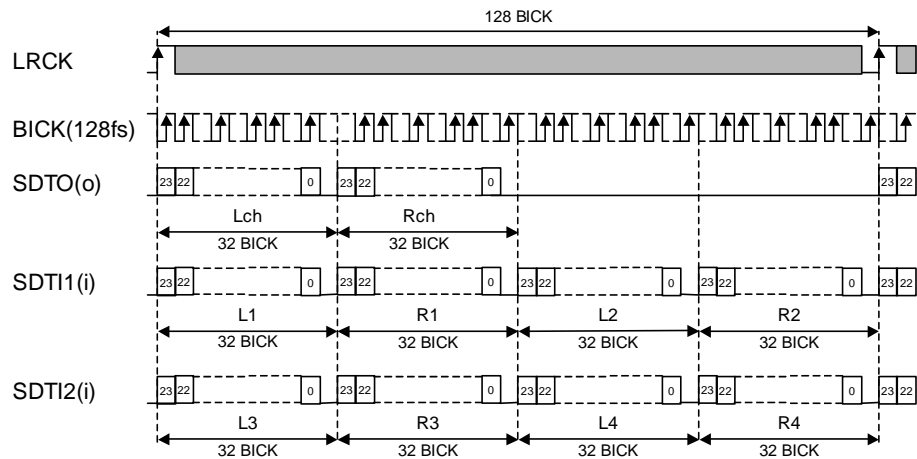 128 BICK
LRCK
BICK(128fs)
SDTO(o)
23 22 0 23 22 0 23 22
Lch Rch
32 BICK 32 BICK
SDTI1(i)
23 22 0 23 22 0 23 22 0 23 22 0 23 22
L1 R1 L2 R2
32 BICK 32 BICK 32 BICK 32 BICK
SDTI2(i)
23 22 0 23 22 0 23 22 0 23 22 0 23 22
L3 R3 L4 R4
32 BICK 32 BICK 32 BICK 32 BICK